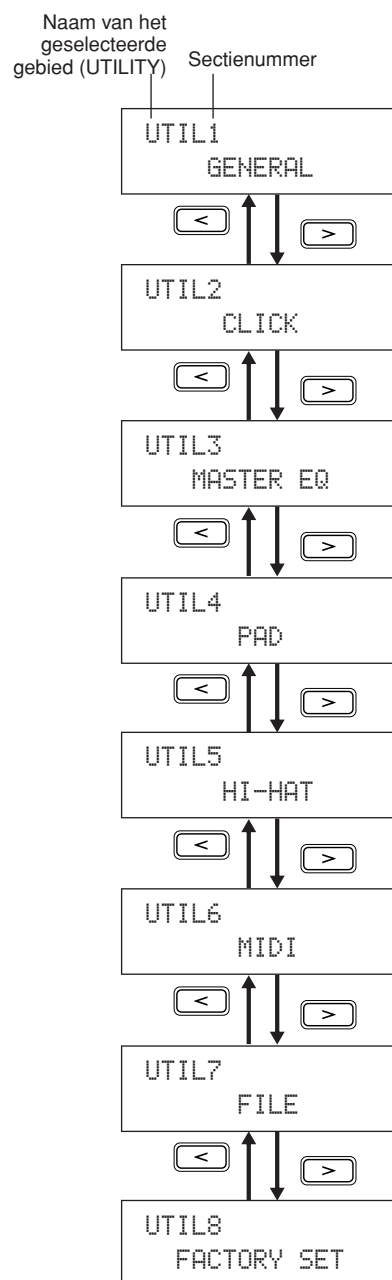 Naam van het
geselecteerde
gebied (UTILITY)
Sectienummer
UTIL1
GENERAL
<
>
UTIL2
CLICK
<
>
UTIL3
MASTER EQ
<
>
UTIL4
PAD
<
>
UTIL5
HI-HAT
<
>
UTIL6
MIDI
<
>
UTIL7
FILE
<
>
UTIL8
FACTORY SET